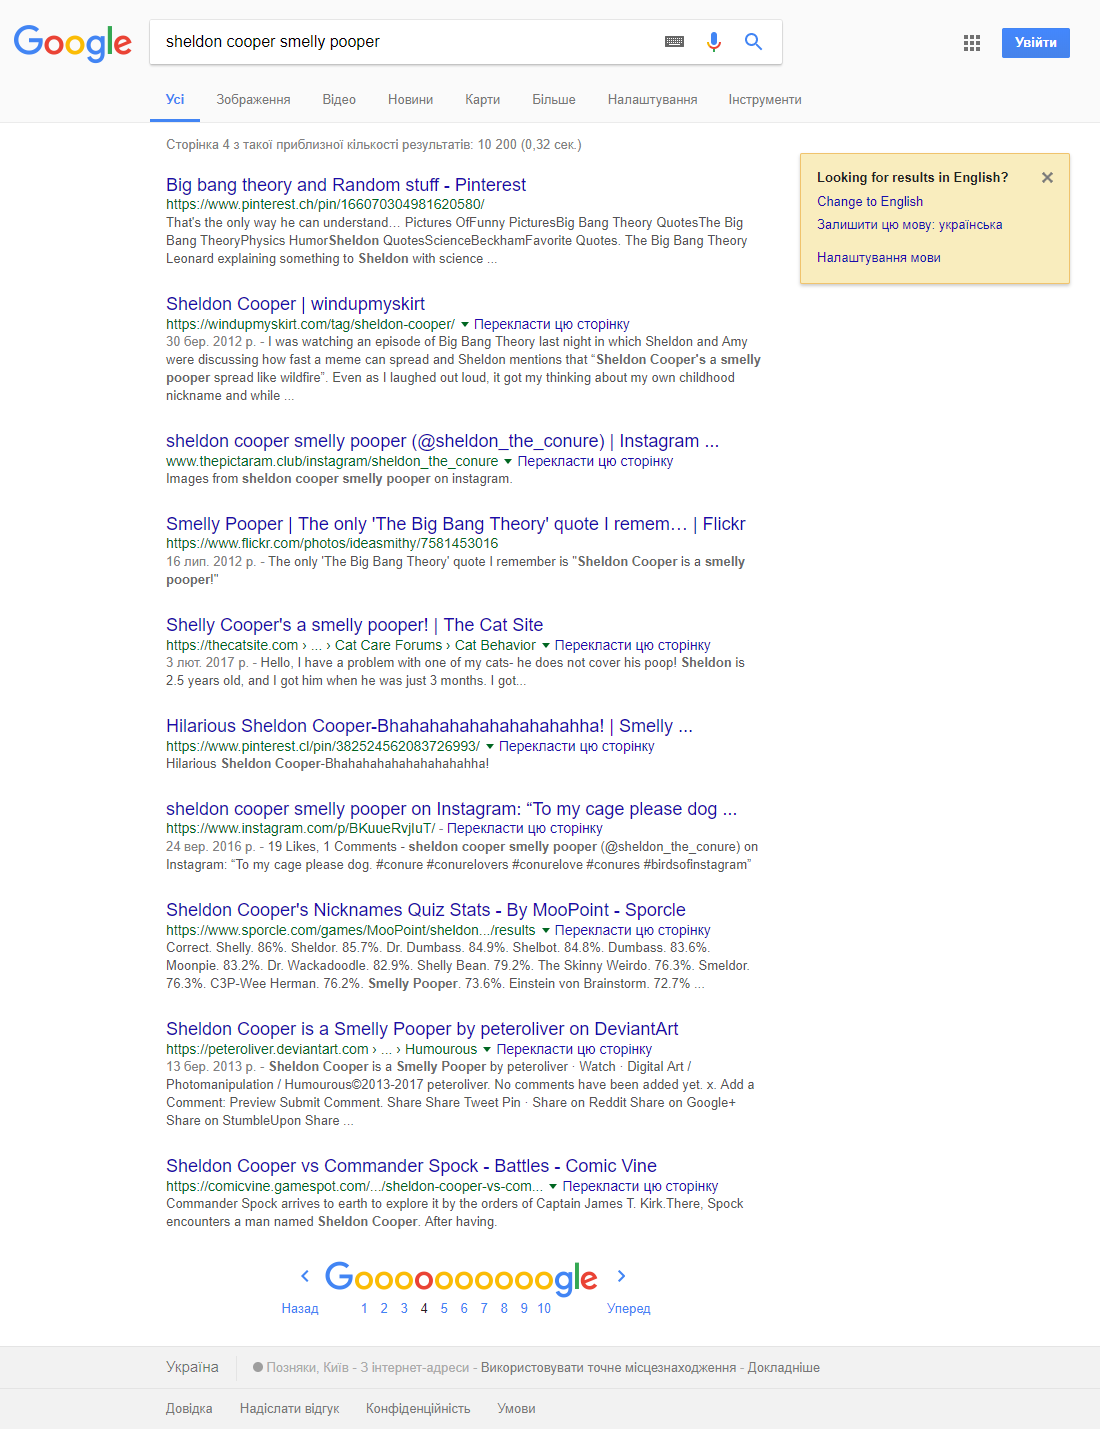 Google
sheldon cooper smelly pooper
Увійти
Усі Зображення Відео Новини Карти Більше Налаштування Інструменти
Сторінка 4 з такої приблизної кількості результатів: 10 200 (0,32 сек.)
Looking for results in English?
Change to English
Залишити цю мову: українська
Налаштування мови
Big bang theory and Random stuff - Pinterest
https://www.pinterest.ch/pin/166070304981620580/
That's the only way he can understand… Pictures OfFunny PicturesBig Bang Theory QuotesThe Big
Bang TheoryPhysics HumorSheldon QuotesScienceBeckhamFavorite Quotes. The Big Bang Theory
Leonard explaining something to Sheldon with science ...
Sheldon Cooper | windupmyskirt
https://windupmyskirt.com/tag/sheldon-cooper/ Перекласти цю сторінку
30 бер. 2012 р. - I was watching an episode of Big Bang Theory last night in which Sheldon and Amy
were discussing how fast a meme can spread and Sheldon mentions that “Sheldon Cooper's a smelly
pooper spread like wildfire”. Even as I laughed out loud, it got my thinking about my own childhood
nickname and while ...
sheldon cooper smelly pooper (@sheldon_the_conure) | Instagram ...
www.thepictaram.club/instagram/sheldon_the_conure Перекласти цю сторінку
Images from sheldon cooper smelly pooper on instagram.
Smelly Pooper | The only 'The Big Bang Theory' quote I remem… | Flickr
https://www.flickr.com/photos/ideasmithy/7581453016
16 лип. 2012 р. - The only 'The Big Bang Theory' quote I remember is "Sheldon Cooper is a smelly
pooper!"
Shelly Cooper's a smelly pooper! | The Cat Site
https://thecatsite.com › ... › Cat Care Forums › Cat Behavior Перекласти цю сторінку
3 лют. 2017 р. - Hello, I have a problem with one of my cats- he does not cover his poop! Sheldon is
2.5 years old, and I got him when he was just 3 months. I got...
Hilarious Sheldon Cooper-Bhahahahahahahahahha! | Smelly ...
https://www.pinterest.cl/pin/382524562083726993/ Перекласти цю сторінку
Hilarious Sheldon Cooper-Bhahahahahahahahahha!
sheldon cooper smelly pooper on Instagram: “To my cage please dog ...
https://www.instagram.com/p/BKuueRvjIuT/ - Перекласти цю сторінку
24 вер. 2016 р. - 19 Likes, 1 Comments - sheldon cooper smelly pooper (@sheldon_the_conure) on
Instagram: “To my cage please dog. #conure #conurelovers #conurelove #conures #birdsofinstagram”
Sheldon Cooper's Nicknames Quiz Stats - By MooPoint - Sporcle
https://www.sporcle.com/games/MooPoint/sheldon.../results Перекласти цю сторінку
Correct. Shelly. 86%. Sheldor. 85.7%. Dr. Dumbass. 84.9%. Shelbot. 84.8%. Dumbass. 83.6%.
Moonpie. 83.2%. Dr. Wackadoodle. 82.9%. Shelly Bean. 79.2%. The Skinny Weirdo. 76.3%. Smeldor.
76.3%. C3P-Wee Herman. 76.2%. Smelly Pooper. 73.6%. Einstein von Brainstorm. 72.7% ...
Sheldon Cooper is a Smelly Pooper by peteroliver on DeviantArt
https://peteroliver.deviantart.com › ... › Humourous Перекласти цю сторінку
13 бер. 2013 р. - Sheldon Cooper is a Smelly Pooper by peteroliver · Watch · Digital Art /
Photomanipulation / Humourous©2013-2017 peteroliver. No comments have been added yet. x. Add a
Comment: Preview Submit Comment. Share Share Tweet Pin · Share on Reddit Share on Google+
Share on StumbleUpon Share ...
Sheldon Cooper vs Commander Spock - Battles - Comic Vine
https://comicvine.gamespot.com/.../sheldon-cooper-vs-com... Перекласти цю сторінку
Commander Spock arrives to earth to explore it by the orders of Captain James T. Kirk.There, Spock
encounters a man named Sheldon Cooper. After having.
Goooooooooogle
Назад 1 2 3 4 5 6 7 8 9 10 Уперед
Україна Позняки, Київ - З інтернет-адреси - Використовувати точне місцезнаходження - Докладніше
Довідка Надіслати відгук Конфіденційність Умови